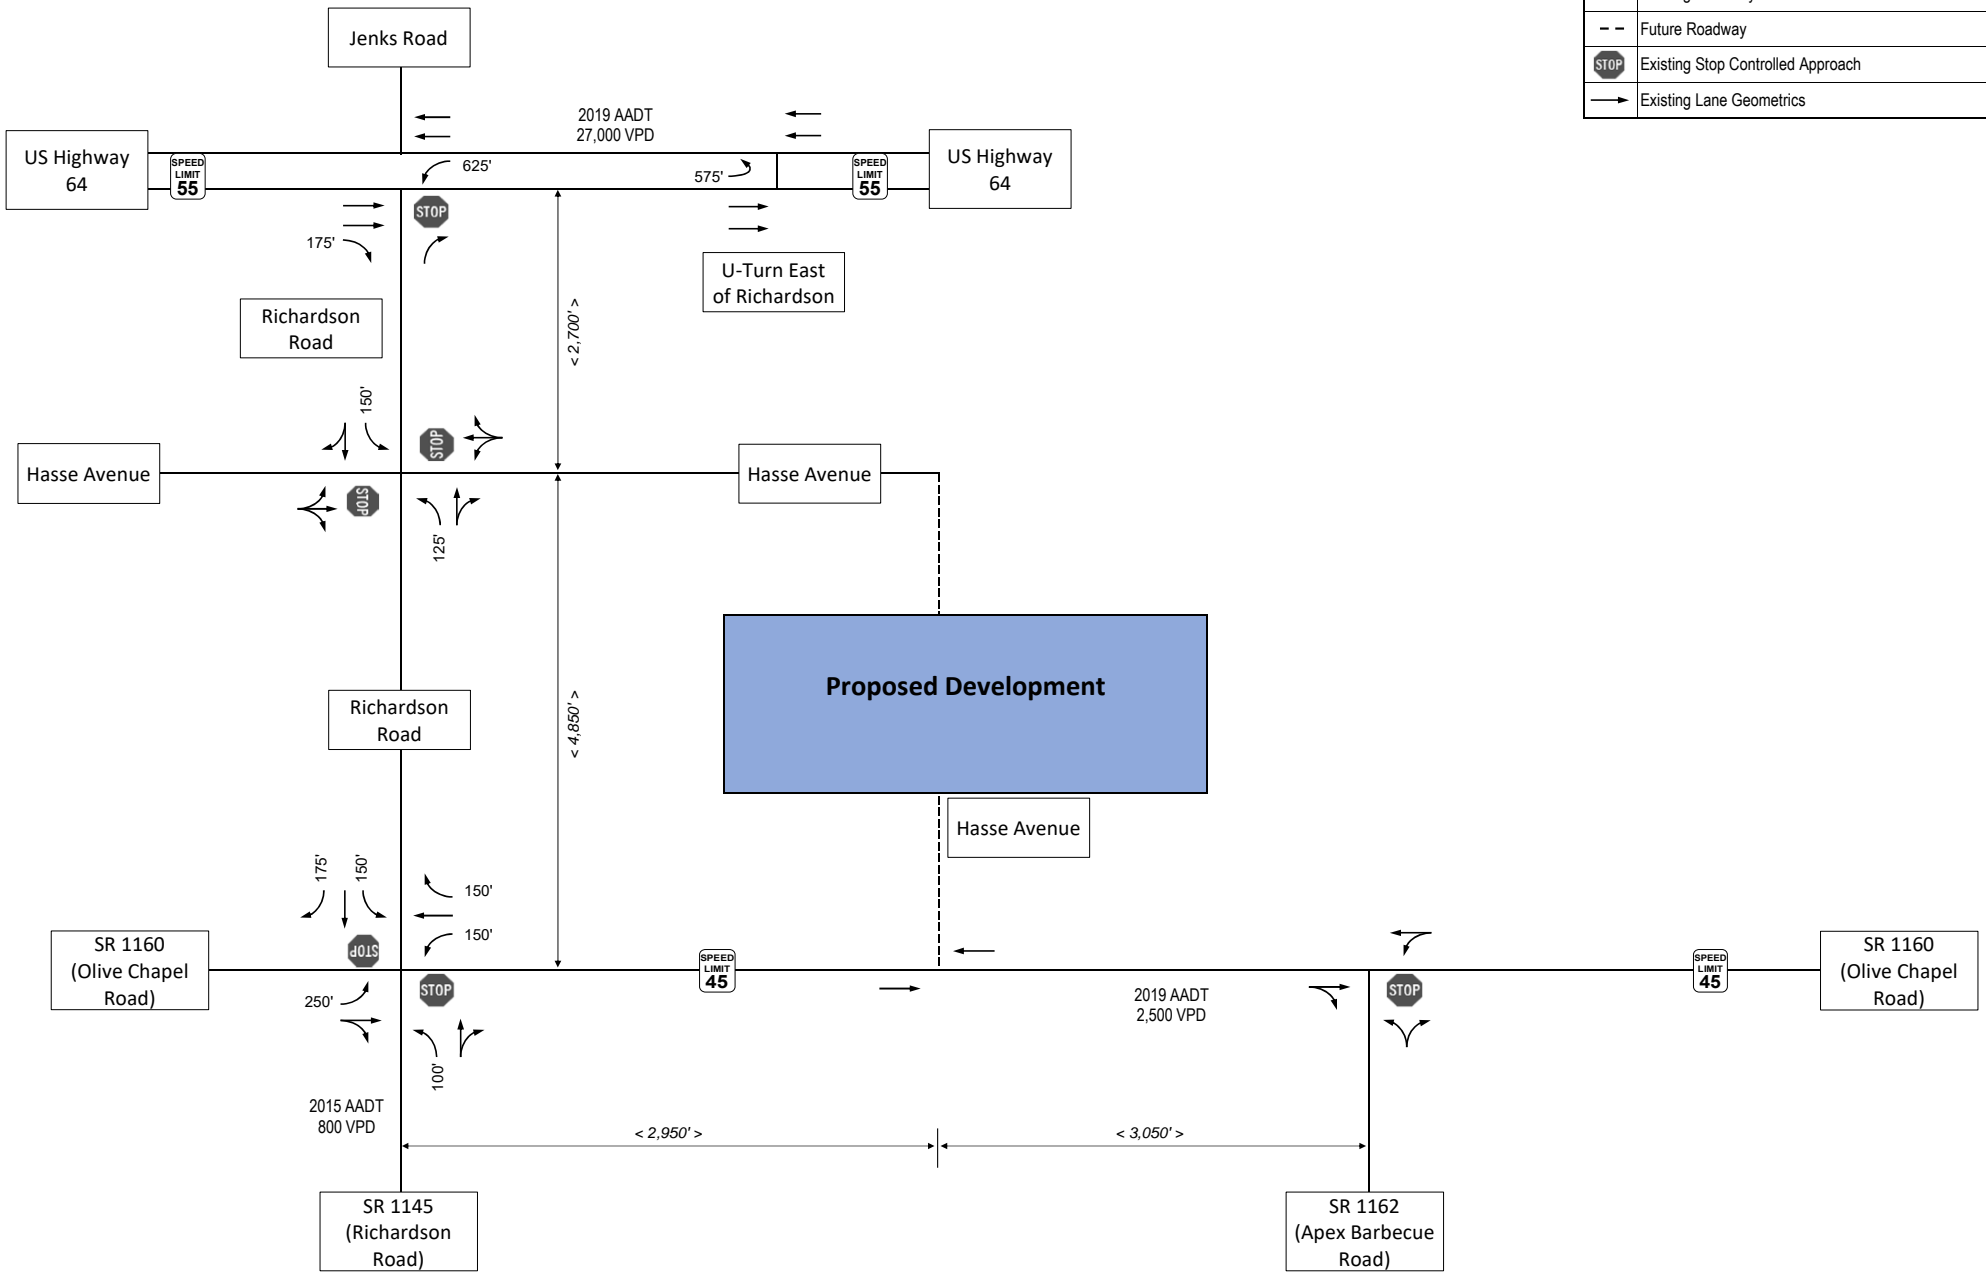 Jenks Road
Future Roadway
STOP
Existing Stop Controlled Approach
Existing Lane Geometrics
2019 AADT
27,000 VPD
US Highway
64
SPEED
LIMIT
55
625'
575'
SPEED
LIMIT
55
US Highway
64
STOP
175'
U-Turn East
of Richardson
Richardson
Road
< 2,700' >
150'
STOP
Hasse Avenue
Hasse Avenue
STOP
125'
Proposed Development
Richardson
Road
< 4,850' >
Hasse Avenue
175'
150'
150'
150'
SR 1160
(Olive Chapel
Road)
STOP
SPEED
LIMIT
45
SPEED
LIMIT
45
SR 1160
(Olive Chapel
Road)
250'
STOP
2019 AADT
2,500 VPD
STOP
100'
2015 AADT
800 VPD
< 2,950' >
< 3,050' >
SR 1145
(Richardson
Road)
SR 1162
(Apex Barbecue
Road)